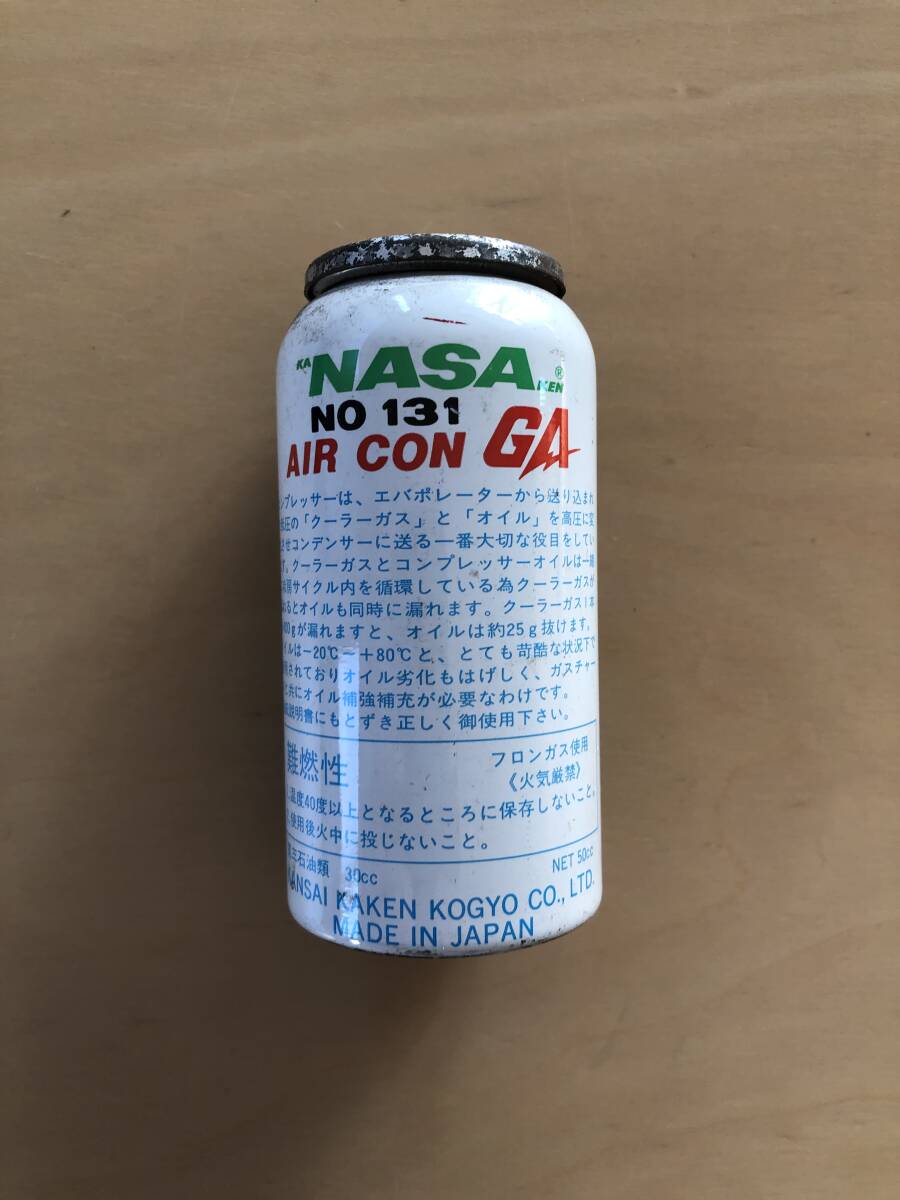 KA NASA KEN ®
NO 131
AIR CON GA
ンプレッサーは、エバポレーターから送り込まれ
圧の「クーラーガス」と「オイル」を高圧に変
させコンデンサーに送る一番大切な役目をしてい
す。クーラーガスとコンプレッサーオイルは一緒
房サイクル内を循環している為クーラーガスが
るとオイルも同時に漏れます。クーラーガス1本
00gが漏れますと、オイルは約25g抜けます。
イルは−20℃〜+80℃と、とても苛酷な状況下で
されておりオイル劣化もはげしく、ガスチャー
と共にオイル補強補充が必要なわけです。
説明書にもとずき正しく御使用下さい。
難燃性
フロンガス使用
《火気厳禁》
温度40度以上となるところに保存しないこと。
使用後火中に投じないこと。
石油類 30cc
NET 50cc
KANSAI KAKEN KOGYO CO., LTD.
MADE IN JAPAN